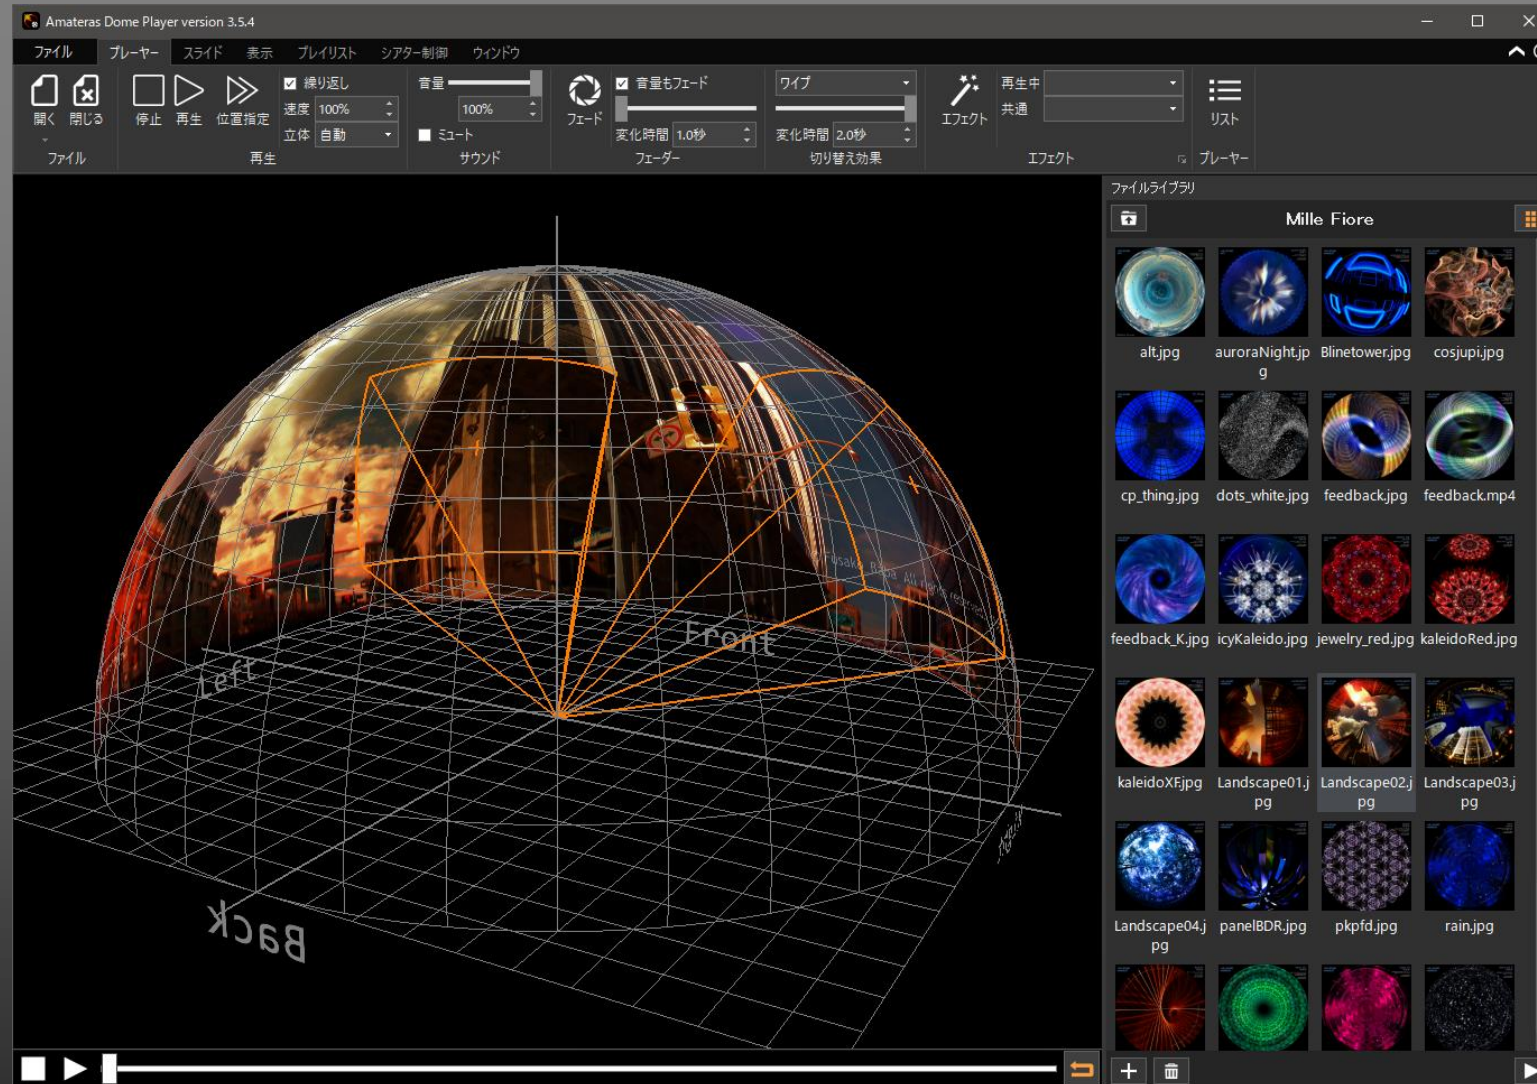 Amateras Dome Player version 3.5.4
ファイル プレーヤー スライド 表示 プレイリスト シアター制御 ウィンドウ
開く 閉じる
ファイル
停止 再生 位置指定
繰り返し
速度 100%
立体 自動
再生
音量
100%
ミュート
サウンド
フェード
音量もフェード
変化時間 1.0秒
フェーダー
ワイプ
変化時間 2.0秒
切り替え効果
エフェクト
再生中
共通
エフェクト
リスト
プレーヤー
ファイルライブラリ
Mille Fiore
alt.jpg auroraNight.jp Blinetower.jpg cosjupi.jpg
g
cp_thing.jpg dots_white.jpg feedback.jpg feedback.mp4
feedback_K.jpg icyKaleido.jpg jewelry_red.jpg kaleidoRed.jpg
kaleidoXF.jpg Landscape01.j Landscape02.j Landscape03.j
pg pg pg
Landscape04.j panelBDR.jpg pkpfd.jpg rain.jpg
pg
All rights reserved
Front
Left
Right
Back